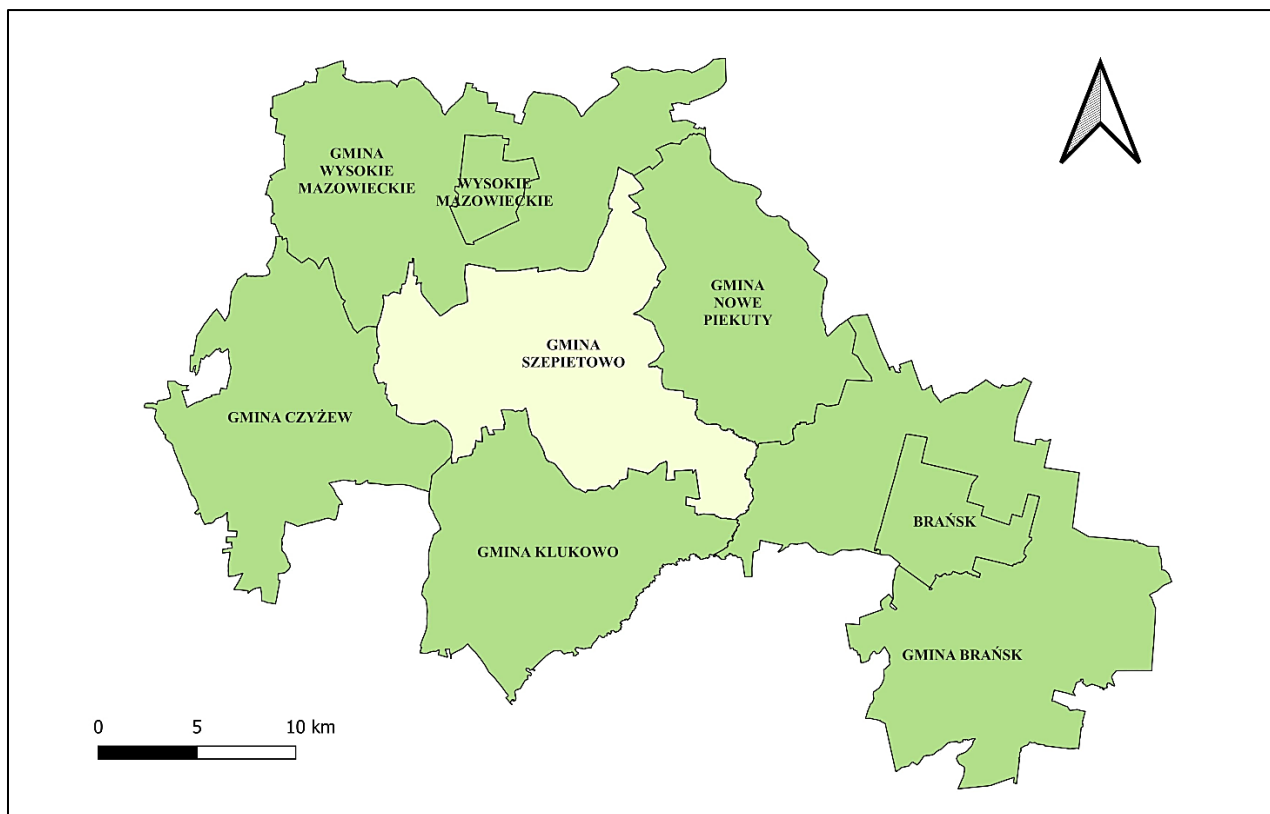 GMINA
WYSOKIE
MAZOWIECKIE
WYSOKIE
MAZOWIECKIE
GMINA
NOWE
PIEKUTY
GMINA
SZEPIETOWO
GMINA CZYŻEW
BRAŃSK
GMINA KLUKOWO
GMINA BRAŃSK
0 5 10 km